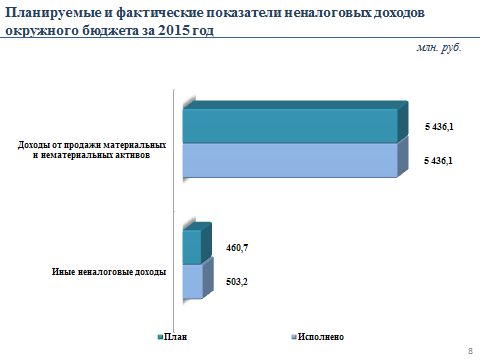 Планируемые и фактические показатели неналоговых доходов
окружного бюджета за 2015 год
млн. руб.
Доходы от продажи материальных
и нематериальных активов
5 436,1
5 436,1
Иные неналоговые доходы
460,7
503,2
План
Исполнено
8